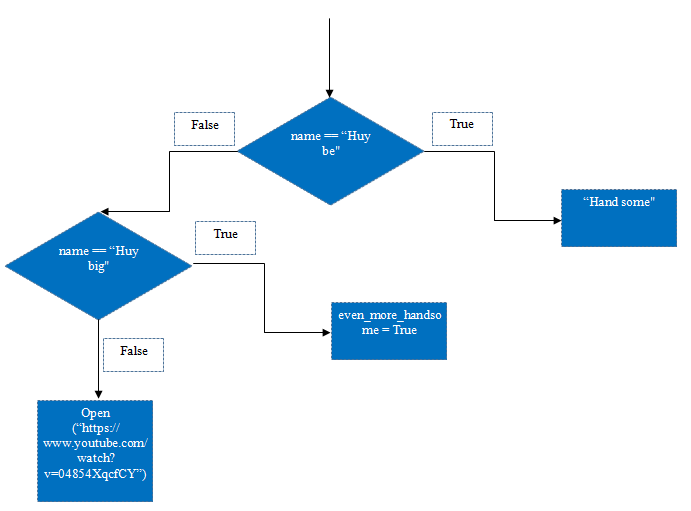 False
name == “Huy
be"
True
“Hand some"
name == “Huy
big"
True
even_more_handso
me = True
False
Open
(“https://
www.youtube.com/
watch?
v=04854XqcfCY”)